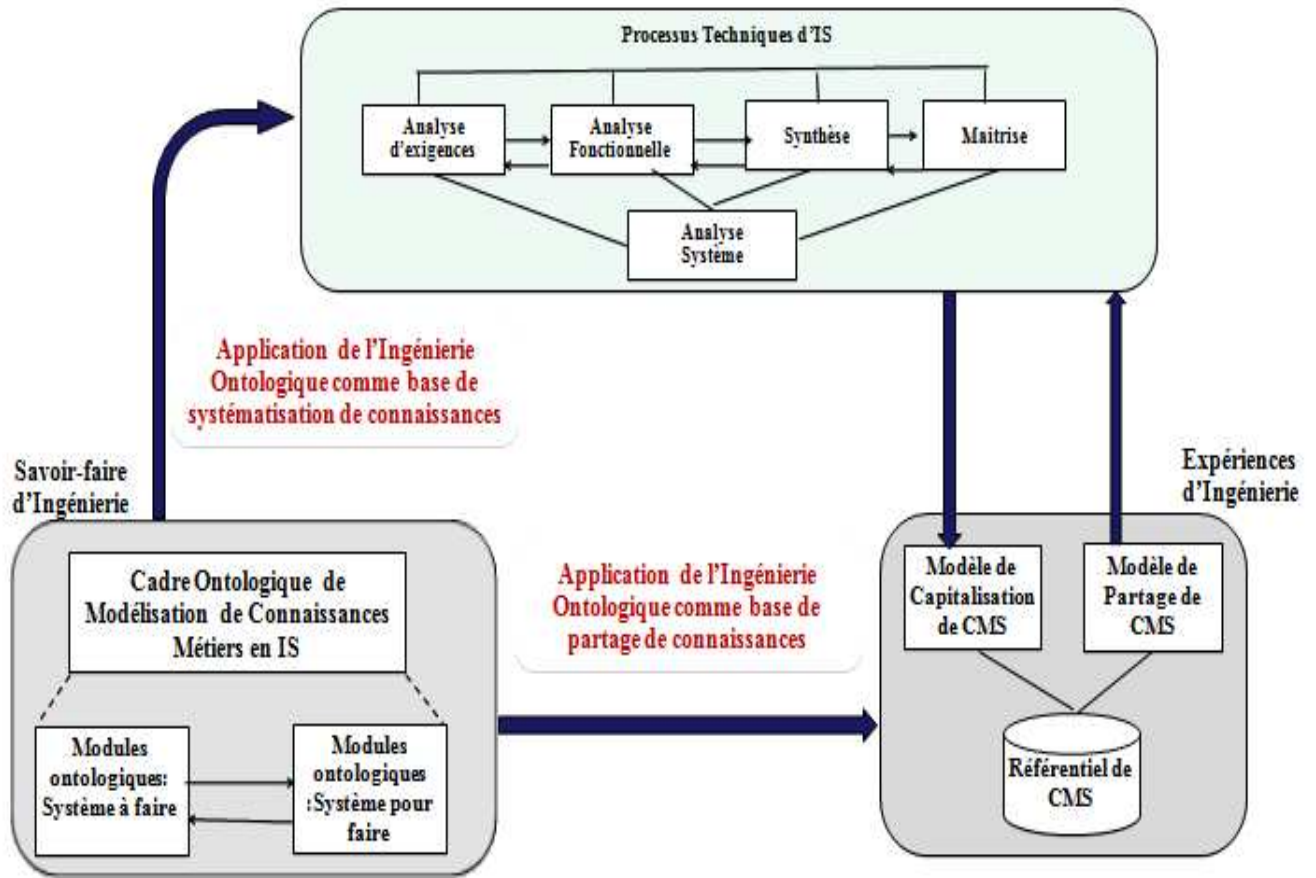 Processus Techniques d'IS
Analyse
d'exigences
Analyse
Fonctionnelle
Synthèse
Maitrise
Analyse
Système
Application de l'Ingénierie
Ontologique comme base de
systématisation de connaissances
Savoir-faire
d'Ingénierie
Expériences
d'Ingénierie
Cadre Ontologique de
Modélisation de Connaissances
Métiers en IS
Modules
ontologiques:
Système à faire
Modules
ontologiques
:Système pour
faire
Application de l'Ingénierie
Ontologique comme base de
partage de connaissances
Modèle de
Capitalisation
de CMS
Modèle de
Partage de
CMS
Référentiel de
CMS